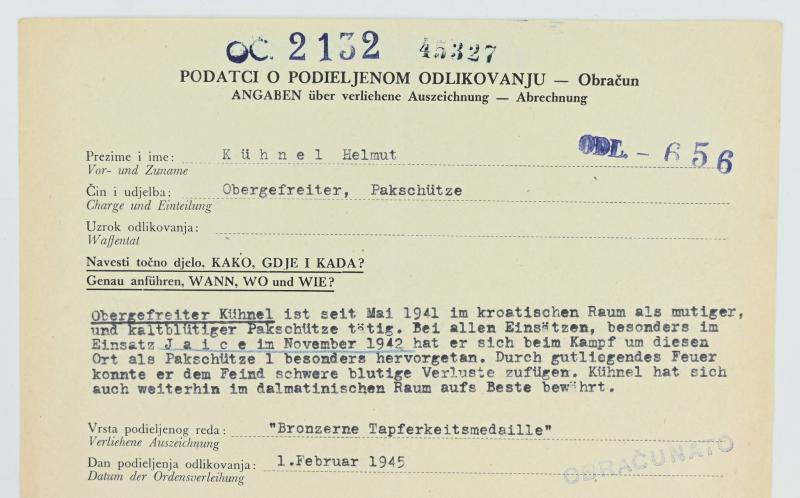 OČ. 2132 45327
PODATCI O PODIELJENOM ODLIKOVANJU — Obračun
ANGABEN über verliehene Auszeichnung — Abrechnung
ODL. - 656
Prezime i ime: Kühnel Helmut
Vor- und Zuname
Čin i udjelba: Obergefreiter, Pakschütze
Charge und Einteilung
Uzrok odlikovanja:
Waffentat
Navesti točno djelo, KAKO, GDJE I KADA?
Genau anführen, WANN, WO und WIE?
Obergefreiter Kühnel ist seit Mai 1941 im kroatischen Raum als mutiger,
und kaltblütiger Pakschütze tätig. Bei allen Einsätzen, besonders im
Einsatz Jaice im November 1942 hat er sich beim Kampf um diesen
Ort als Pakschütze 1 besonders hervorgetan. Durch gutliegendes Feuer
konnte er dem Feind schwere blutige Verluste zufügen. Kühnel hat sich
auch weiterhin im dalmatinischen Raum aufs Beste bewährt.
Vrsta podieljenog reda: "Bronzerne Tapferkeitsmedaille"
Verliehene Auszeichnung
Dan podieljenja odlikovanja: 1.Februar 1945
Datum der Ordensverleihung
OBRAČUNATO